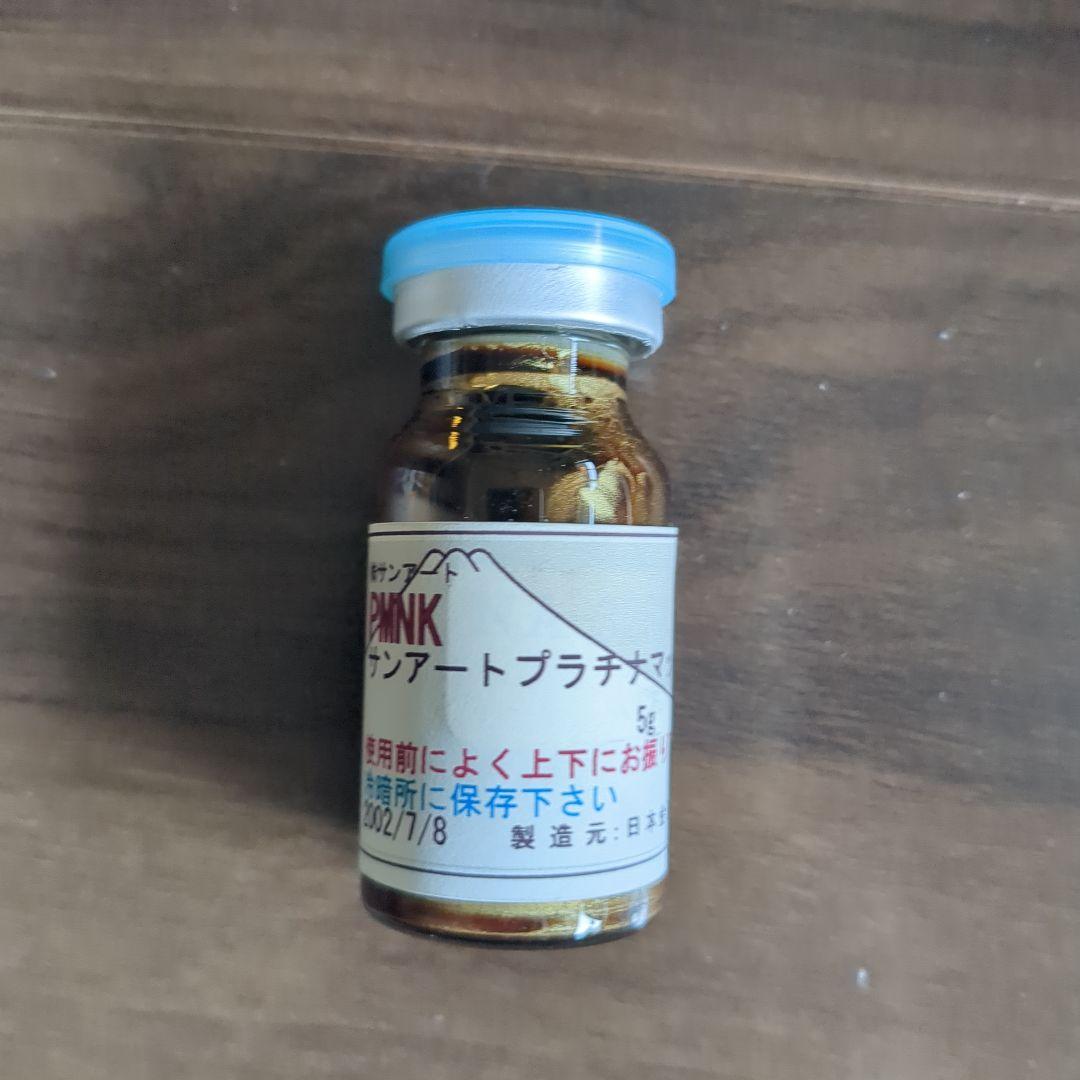 ㈱サンアート
PMNK
サンアートプラチナマ
5g
使用前によく上下にお振り
冷暗所に保存下さい
2002/7/8
製造元:日本